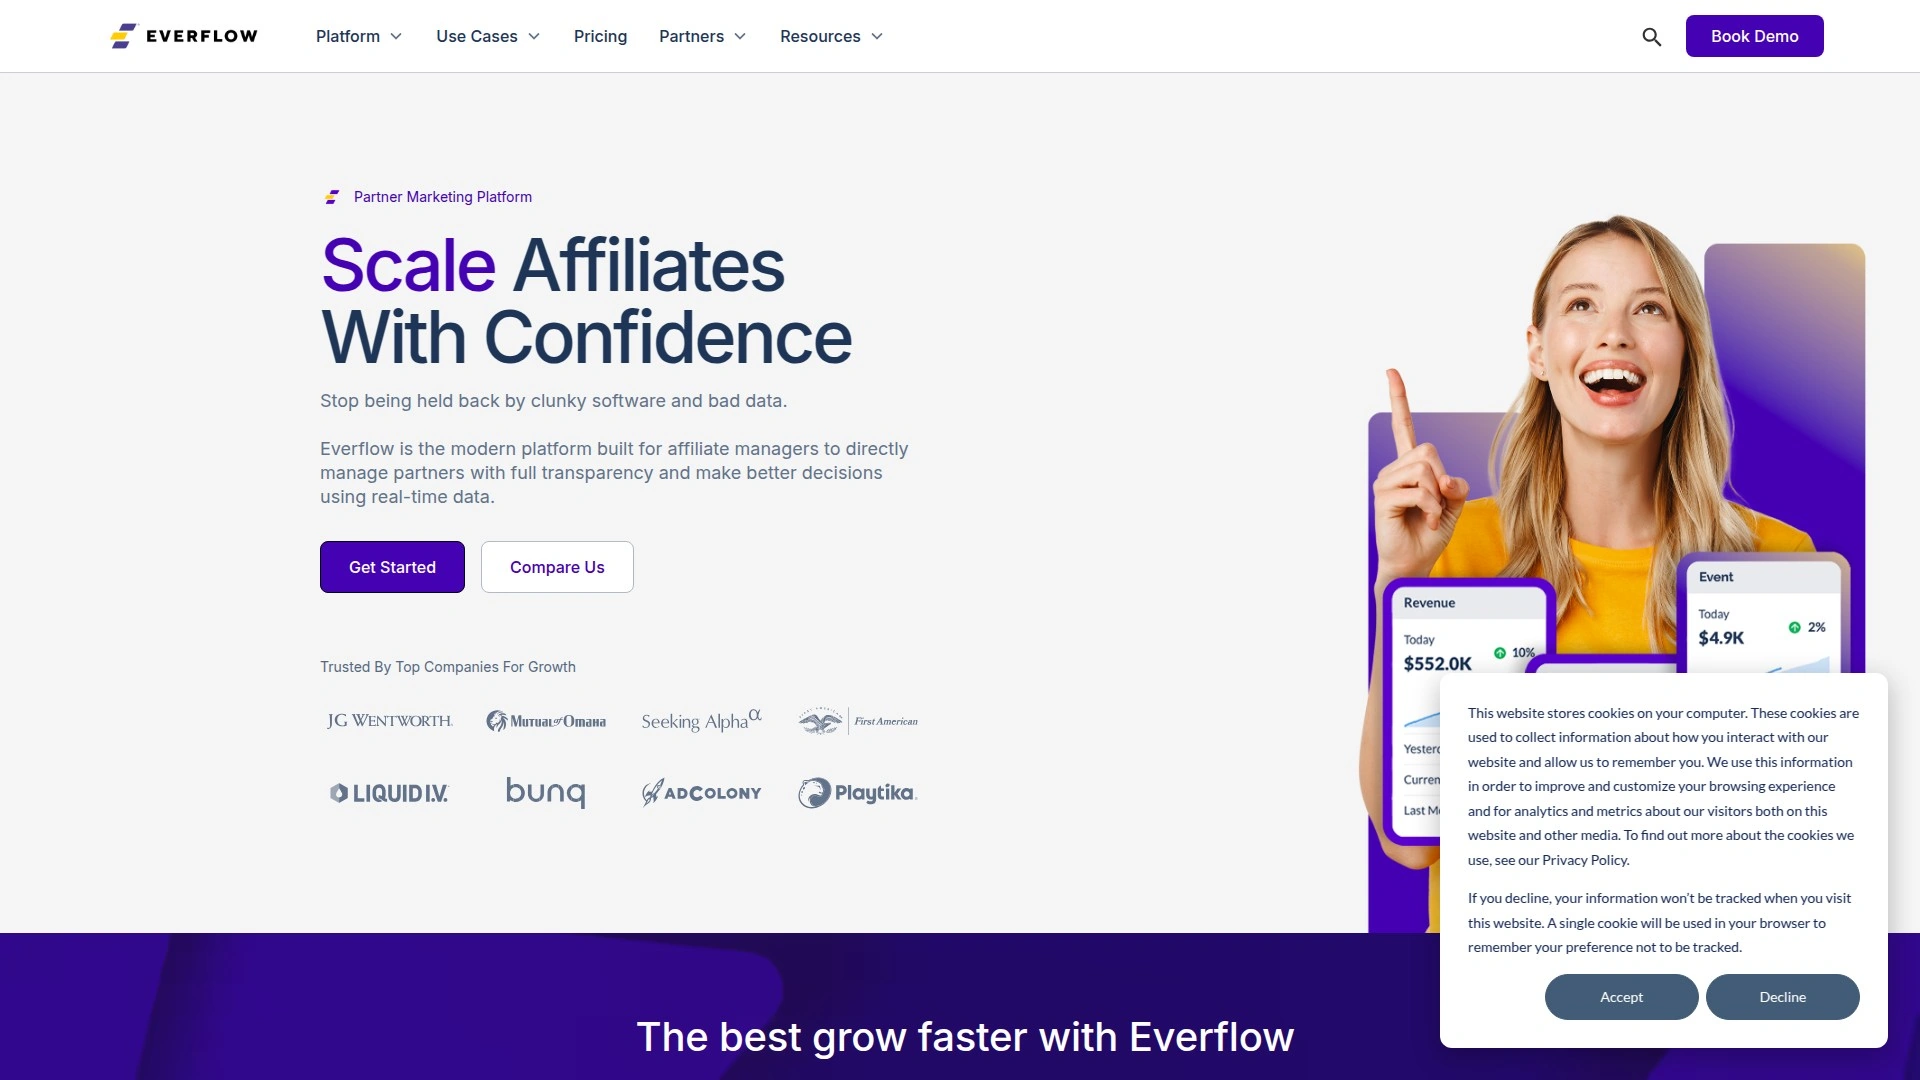 EVERFLOW
Platform
Use Cases
Pricing
Partners
Resources
Book Demo
Partner Marketing Platform
Scale Affiliates
With Confidence
Stop being held back by clunky software and bad data.
Everflow is the modern platform built for affiliate managers to directly
manage partners with full transparency and make better decisions
using real-time data.
Get Started
Compare Us
Trusted By Top Companies For Growth
JG WENTWORTH.
MUTUAL of OMAHA
Seeking Alpha α
First American
LIQUID I.V.
bunq
ADCOLONY
Playtika
Revenue
Today
$552.0K
10%
Event
Today
$4.9K
2%
This website stores cookies on your computer. These cookies are
used to collect information about how you interact with our
website and allow us to remember you. We use this information
in order to improve and customize your browsing experience
and for analytics and metrics about our visitors both on this
website and other media. To find out more about the cookies we
use, see our Privacy Policy.
If you decline, your information won't be tracked when you visit
this website. A single cookie will be used in your browser to
remember your preference not to be tracked.
Accept
Decline
The best grow faster with Everflow